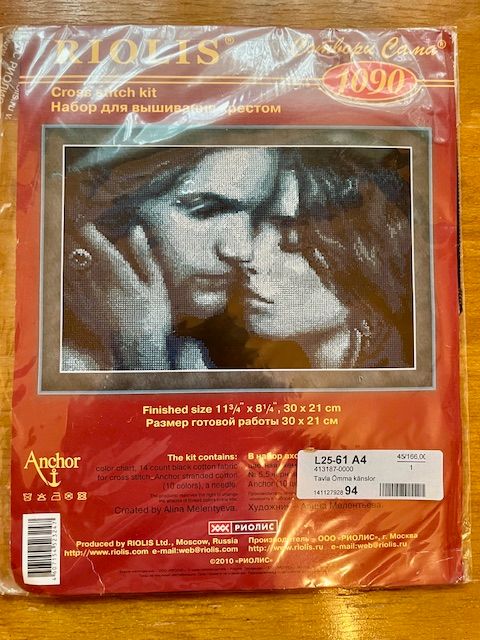 RIOLIS®
Сотвори Сама®
1090
Cross stitch kit
Набор для вышивания крестом
Finished size 11¾" x 8¼", 30 x 21 cm
Размер готовой работы 30 x 21 см
Anchor
The kit contains:
color chart, 14 count black cotton fabric
for cross stitch, Anchor stranded cotton
(10 colors), a needle.
Created by Alina Melentyeva.
В набор
L25-61 A4
413187-0000
Tavla Ömma känslor
141127928 94
45/166,00
1
Художник
Мелентьева
РИОЛИС
Produced by RIOLIS Ltd., Moscow, Russia
http://www.riolis.com e-mail:web@riolis.com
Производитель – ООО «РИОЛИС», г. Москва
http://www.riolis.ru e-mail:web@riolis.ru
©2010 «РИОЛИС»